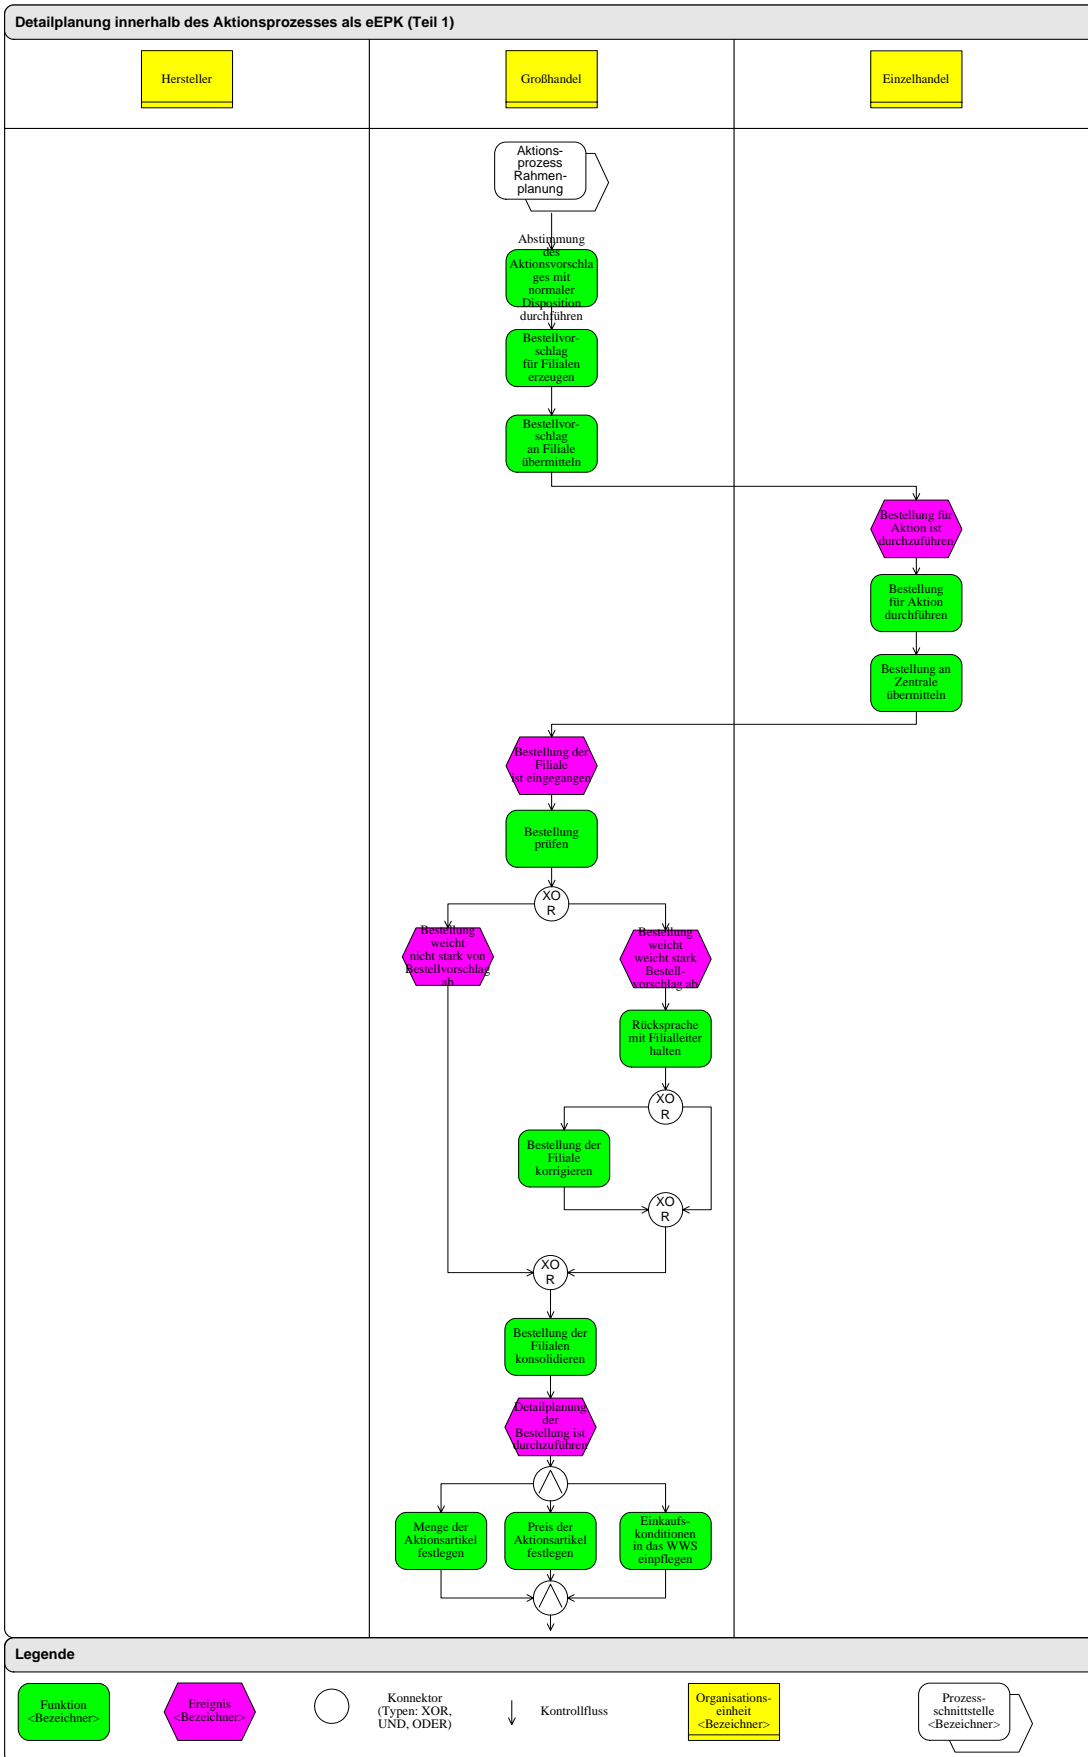 Detailplanung innerhalb des Aktionsprozesses als eEPK (Teil 1)
Hersteller
Großhandel
Einzelhandel
Aktions-
prozess
Rahmen-
planung
Abstimmung
des
Aktionsvorschla
ges mit
normaler
Disposition
durchführen
Bestellvor-
schlag
für Filialen
erzeugen
Bestellvor-
schlag
an Filiale
übermitteln
Bestellung für
Aktion ist
durchzuführen
Bestellung
für Aktion
durchführen
Bestellung an
Zentrale
übermitteln
Bestellung der
Filiale
ist eingegangen
Bestellung
prüfen
XO
R
Bestellung
weicht
nicht stark von
Bestellvorschlag
ab
Bestellung
weicht
weicht stark
Bestell-
vorschlag ab
Rücksprache
mit Filialleiter
halten
XO
R
Bestellung der
Filiale
korrigieren
XO
R
XO
R
Bestellung der
Filialen
konsolidieren
Detailplanung
der
Bestellung ist
durchzuführen
Menge der
Aktionsartikel
festlegen
Preis der
Aktionsartikel
festlegen
Einkaufs-
konditionen
in das WWS
einpflegen
Legende
Funktion
<Bezeichner>
Ereignis
<Bezeichner>
Konnektor
(Typen: XOR,
UND, ODER)
Kontrollfluss
Organisations-
einheit
<Bezeichner>
Prozess-
schnittstelle
<Bezeichner>